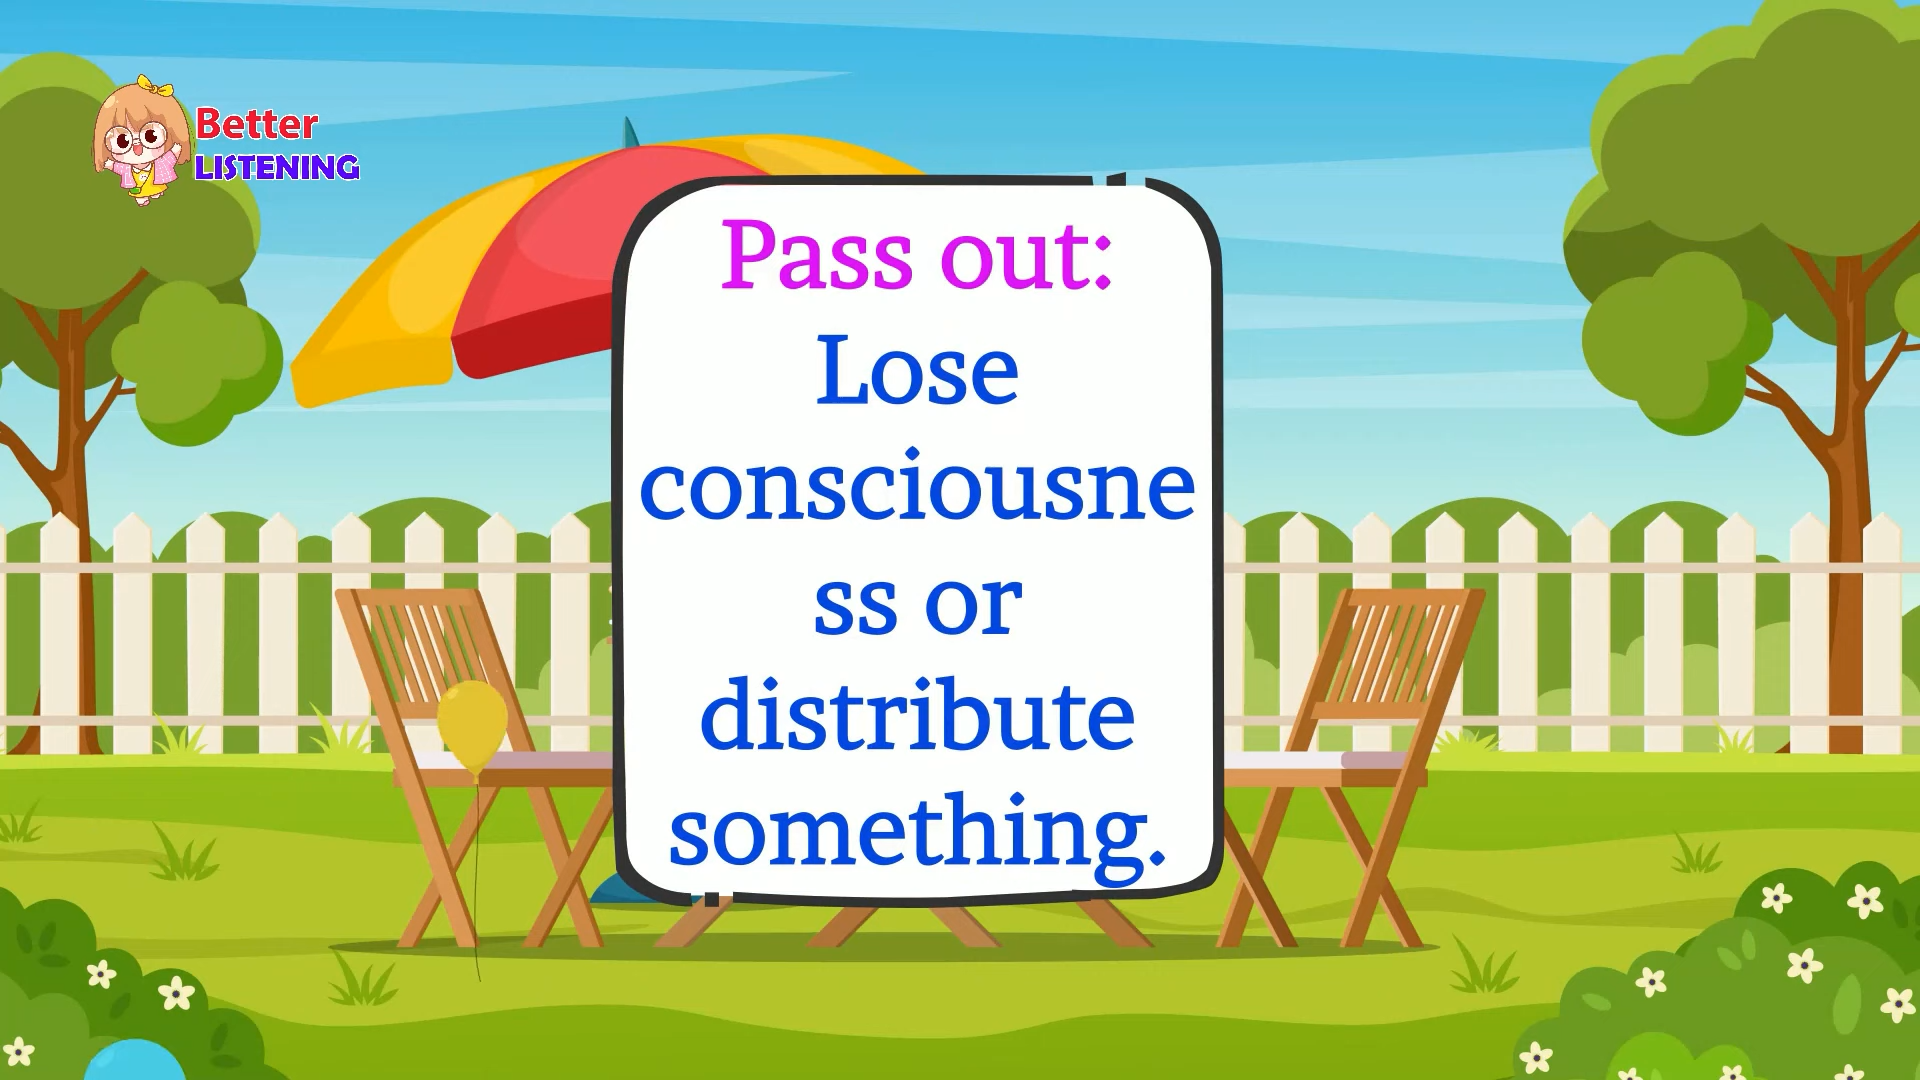 Better
LISTENING
Pass out:
Lose
consciousne
ss or
distribute
something.